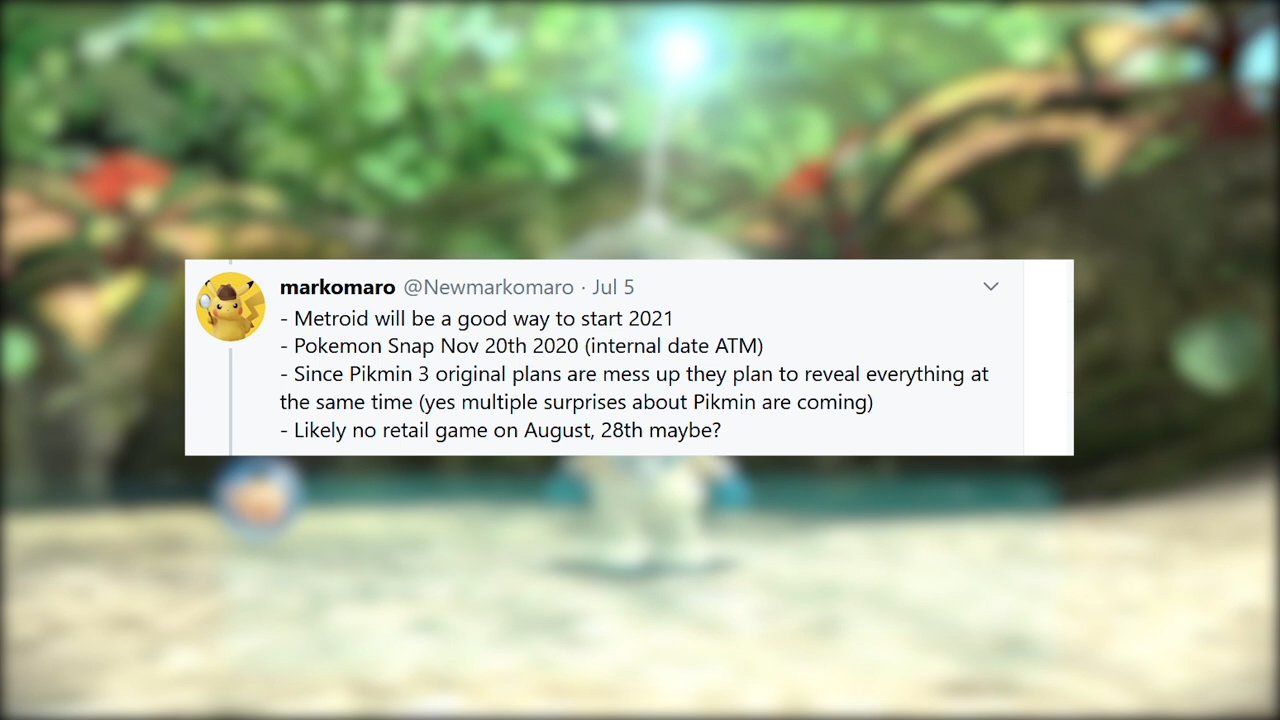 markomaro @Newmarkomaro · Jul 5
- Metroid will be a good way to start 2021
- Pokemon Snap Nov 20th 2020 (internal date ATM)
- Since Pikmin 3 original plans are mess up they plan to reveal everything at
the same time (yes multiple surprises about Pikmin are coming)
- Likely no retail game on August, 28th maybe?